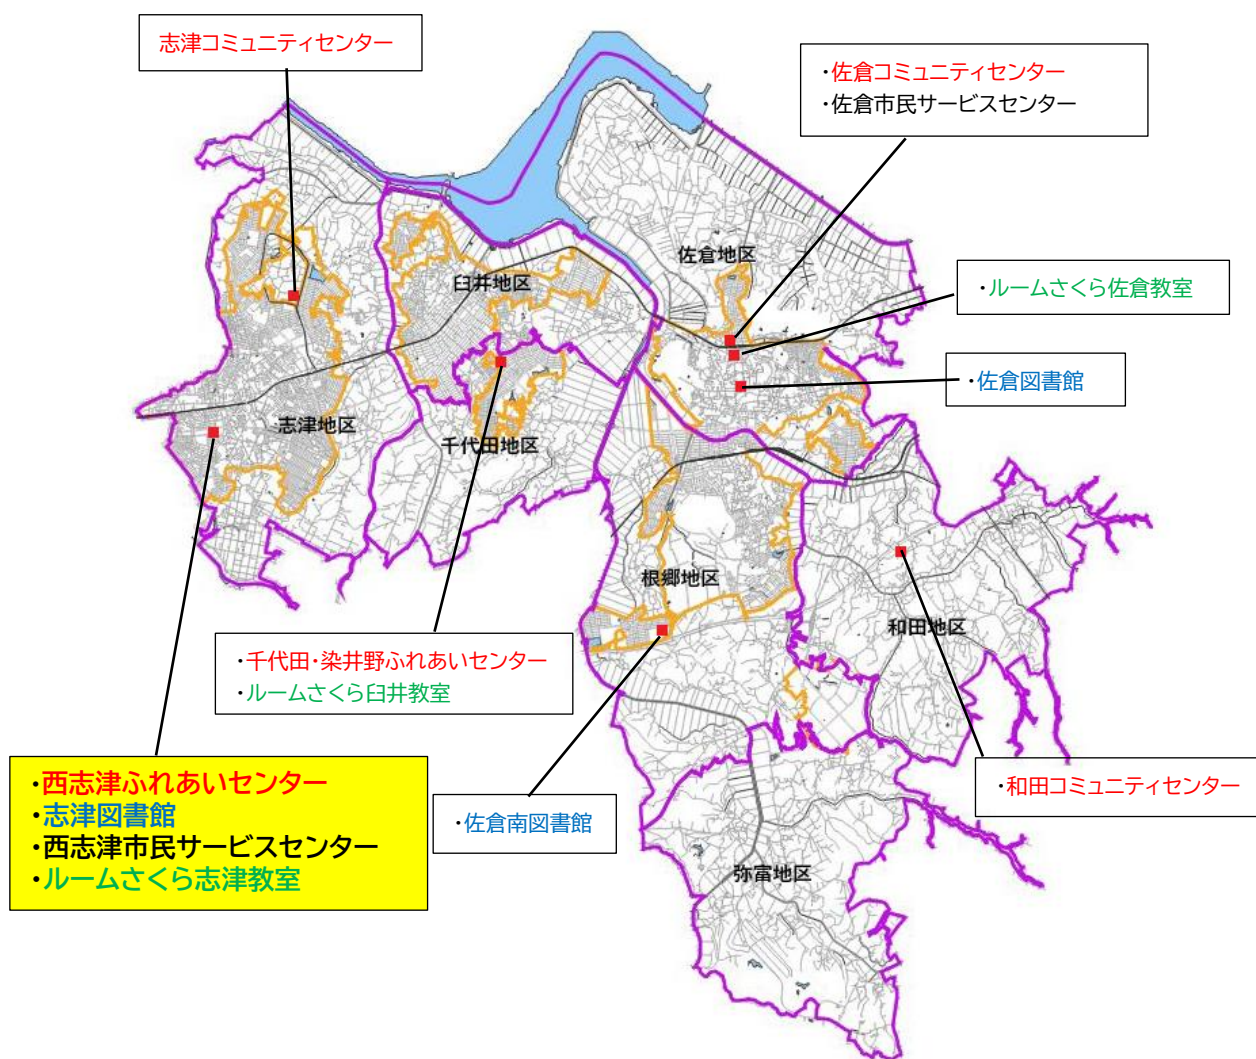 志津コミュニティセンター
・佐倉コミュニティセンター
・佐倉市民サービスセンター
佐倉地区
・ルームさくら佐倉教室
臼井地区
・佐倉図書館
志津地区
千代田地区
根郷地区
和田地区
・千代田・染井野ふれあいセンター
・ルームさくら臼井教室
・西志津ふれあいセンター
・志津図書館
・西志津市民サービスセンター
・ルームさくら志津教室
・佐倉南図書館
・和田コミュニティセンター
弥富地区